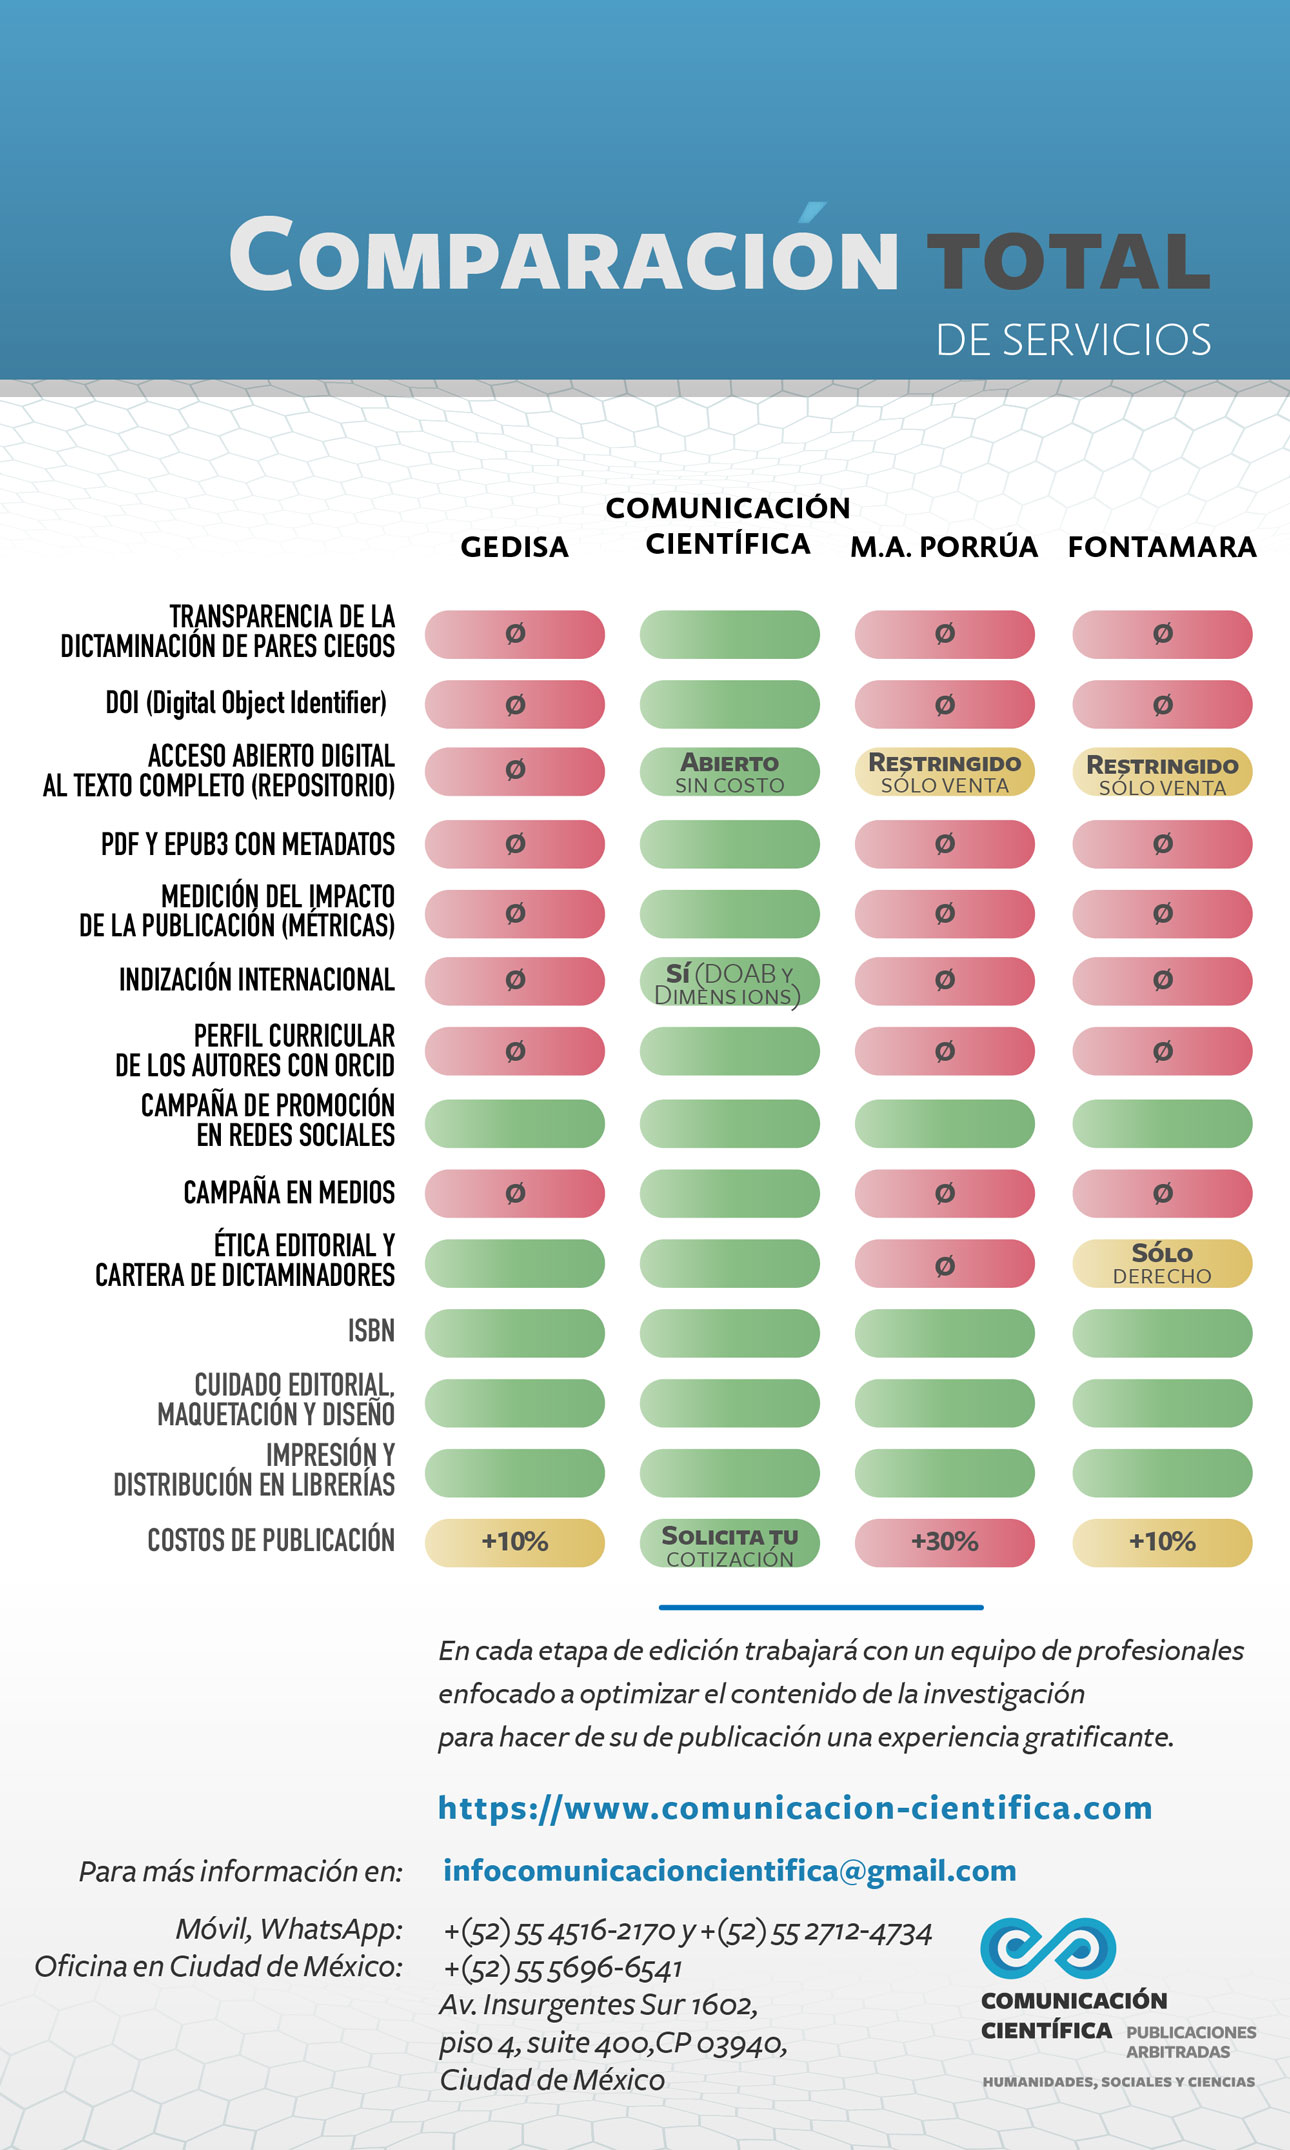 COMPARACIÓN TOTAL
DE SERVICIOS
COMUNICACIÓN
GEDISA CIENTÍFICA M.A. PORRÚA FONTAMARA
TRANSPARENCIA DE LA
DICTAMINACIÓN DE PARES CIEGOS
Ø Ø Ø
DOI (Digital Object Identifier)
Ø Ø Ø
ACCESO ABIERTO DIGITAL
AL TEXTO COMPLETO (REPOSITORIO)
Ø
ABIERTO
SIN COSTO
RESTRINGIDO
SÓLO VENTA
RESTRINGIDO
SÓLO VENTA
PDF Y EPUB3 CON METADATOS
Ø Ø Ø
MEDICIÓN DEL IMPACTO
DE LA PUBLICACIÓN (MÉTRICAS)
Ø Ø Ø
INDIZACIÓN INTERNACIONAL
Ø
SÍ (DOAB Y
DIMENS IONS)
Ø Ø
PERFIL CURRICULAR
DE LOS AUTORES CON ORCID
Ø Ø Ø
CAMPAÑA DE PROMOCIÓN
EN REDES SOCIALES
CAMPAÑA EN MEDIOS
Ø Ø Ø
ÉTICA EDITORIAL Y
CARTERA DE DICTAMINADORES
Ø
SÓLO
DERECHO
ISBN
CUIDADO EDITORIAL,
MAQUETACIÓN Y DISEÑO
IMPRESIÓN Y
DISTRIBUCIÓN EN LIBRERÍAS
COSTOS DE PUBLICACIÓN
+10%
SOLICITA TU
COTIZACIÓN
+30%
+10%
En cada etapa de edición trabajará con un equipo de profesionales
enfocado a optimizar el contenido de la investigación
para hacer de su de publicación una experiencia gratificante.
https://www.comunicacion-cientifica.com
Para más información en: infocomunicacioncientifica@gmail.com
Móvil, WhatsApp: +(52) 55 4516-2170 y +(52) 55 2712-4734
Oficina en Ciudad de México: +(52) 55 5696-6541
Av. Insurgentes Sur 1602,
piso 4, suite 400,CP 03940,
Ciudad de México
COMUNICACIÓN
CIENTÍFICA PUBLICACIONES
ARBITRADAS
HUMANIDADES, SOCIALES Y CIENCIAS